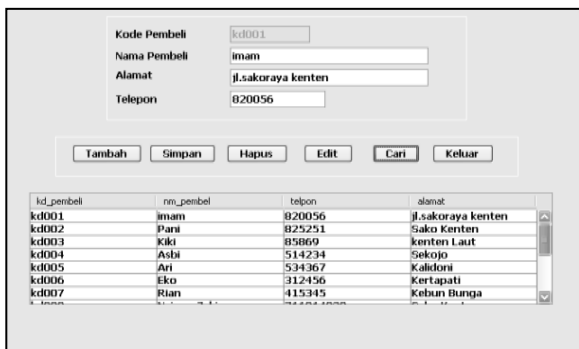 Kode Pembeli kd001
Nama Pembeli imam
Alamat jl.sakoraya kenten
Telepon 820056
Tambah Simpan Hapus Edit Cari Keluar
kd_pembeli nm_pembel telpon alamat
kd001 imam 820056 jl.sakoraya kenten
kd002 Pani 825251 Sako Kenten
kd003 Kiki 85869 kenten Laut
kd004 Asbi 514234 Sekojo
kd005 Ari 534367 Kalidoni
kd006 Eko 312456 Kertapati
kd007 Rian 415345 Kebun Bunga